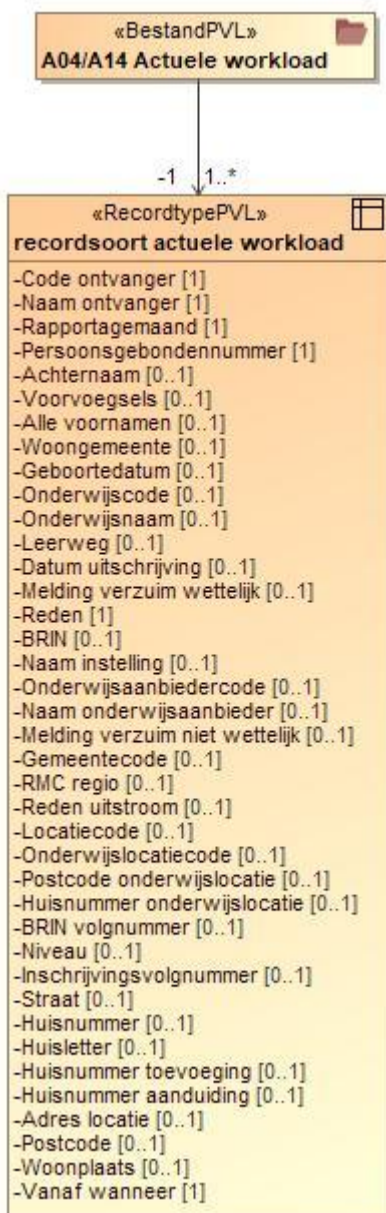 «BestandPVL»
A04/A14 Actuele workload
-1 1..*
«RecordtypePVL»
recordsoort actuele workload
-Code ontvanger [1]
-Naam ontvanger [1]
-Rapportagemaand [1]
-Persoonsgebondennummer [1]
-Achternaam [0..1]
-Voorvoegsels [0..1]
-Alle voornamen [0..1]
-Woongemeente [0..1]
-Geboortedatum [0..1]
-Onderwijscode [0..1]
-Onderwijsnaam [0..1]
-Leerweg [0..1]
-Datum uitschrijving [0..1]
-Melding verzuim wettelijk [0..1]
-Reden [1]
-BRIN [0..1]
-Naam instelling [0..1]
-Onderwijsaanbiedercode [0..1]
-Naam onderwijsaanbieder [0..1]
-Melding verzuim niet wettelijk [0..1]
-Gemeentecode [0..1]
-RMC regio [0..1]
-Reden uitstroom [0..1]
-Locatiecode [0..1]
-Onderwijslocatiecode [0..1]
-Postcode onderwijslocatie [0..1]
-Huisnummer onderwijslocatie [0..1]
-BRIN volgnummer [0..1]
-Niveau [0..1]
-Inschrijvingsvolgnummer [0..1]
-Straat [0..1]
-Huisnummer [0..1]
-Huisletter [0..1]
-Huisnummer toevoeging [0..1]
-Huisnummer aanduiding [0..1]
-Adres locatie [0..1]
-Postcode [0..1]
-Woonplaats [0..1]
-Vanaf wanneer [1]